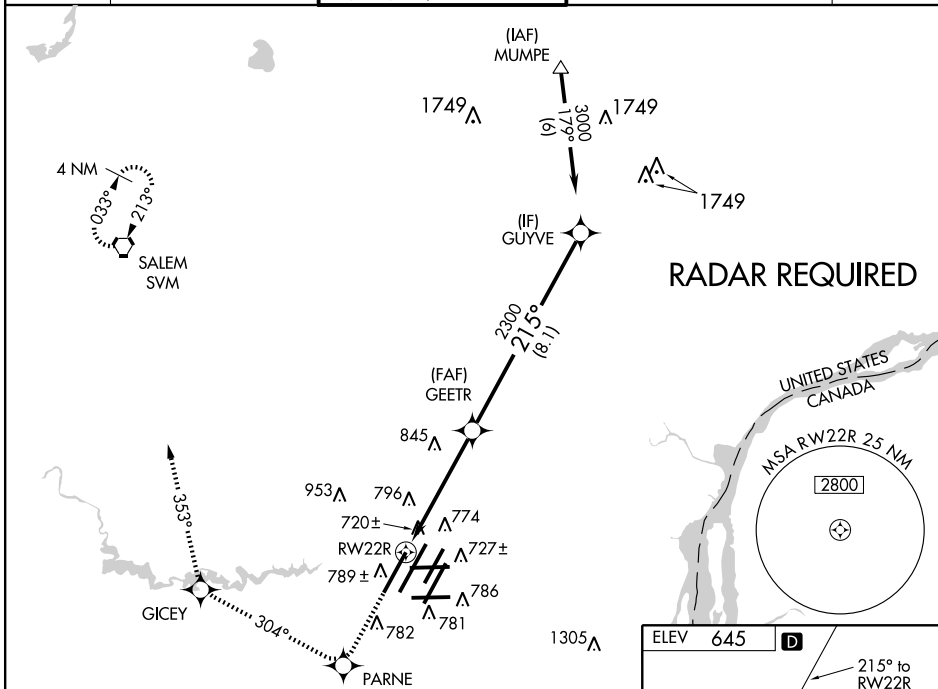 (IAF)
MUMPE
1749
1749
3000
179°
(6)
4 NM
1749
033°
213°
(IF)
GUYVE
SALEM
SVM
RADAR REQUIRED
2300
215°
(8.1)
UNITED STATES
CANADA
(FAF)
GEETR
845
MSA RW22R 25 NM
2800
353°
953
796
720±
774
RW22R
727±
789±
786
GICEY
781
782
304°
1305
PARNE
ELEV 645 D
215° to
RW22R